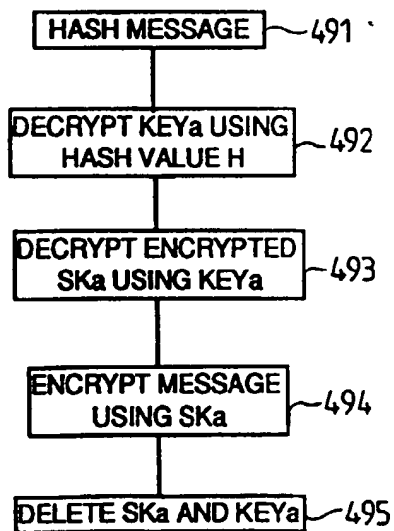 HASH MESSAGE
491
DECRYPT KEYa USING
HASH VALUE H
492
DECRYPT ENCRYPTED
SKa USING KEYa
493
ENCRYPT MESSAGE
USING SKa
494
DELETE SKa AND KEYa
495